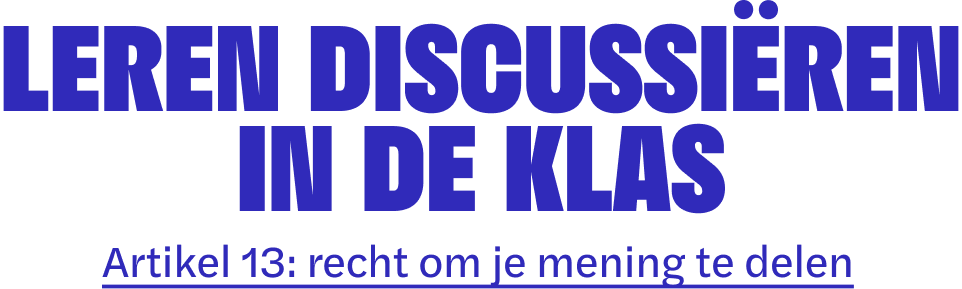 LEREN DISCUSSIËREN
IN DE KLAS
Artikel 13: recht om je mening te delen